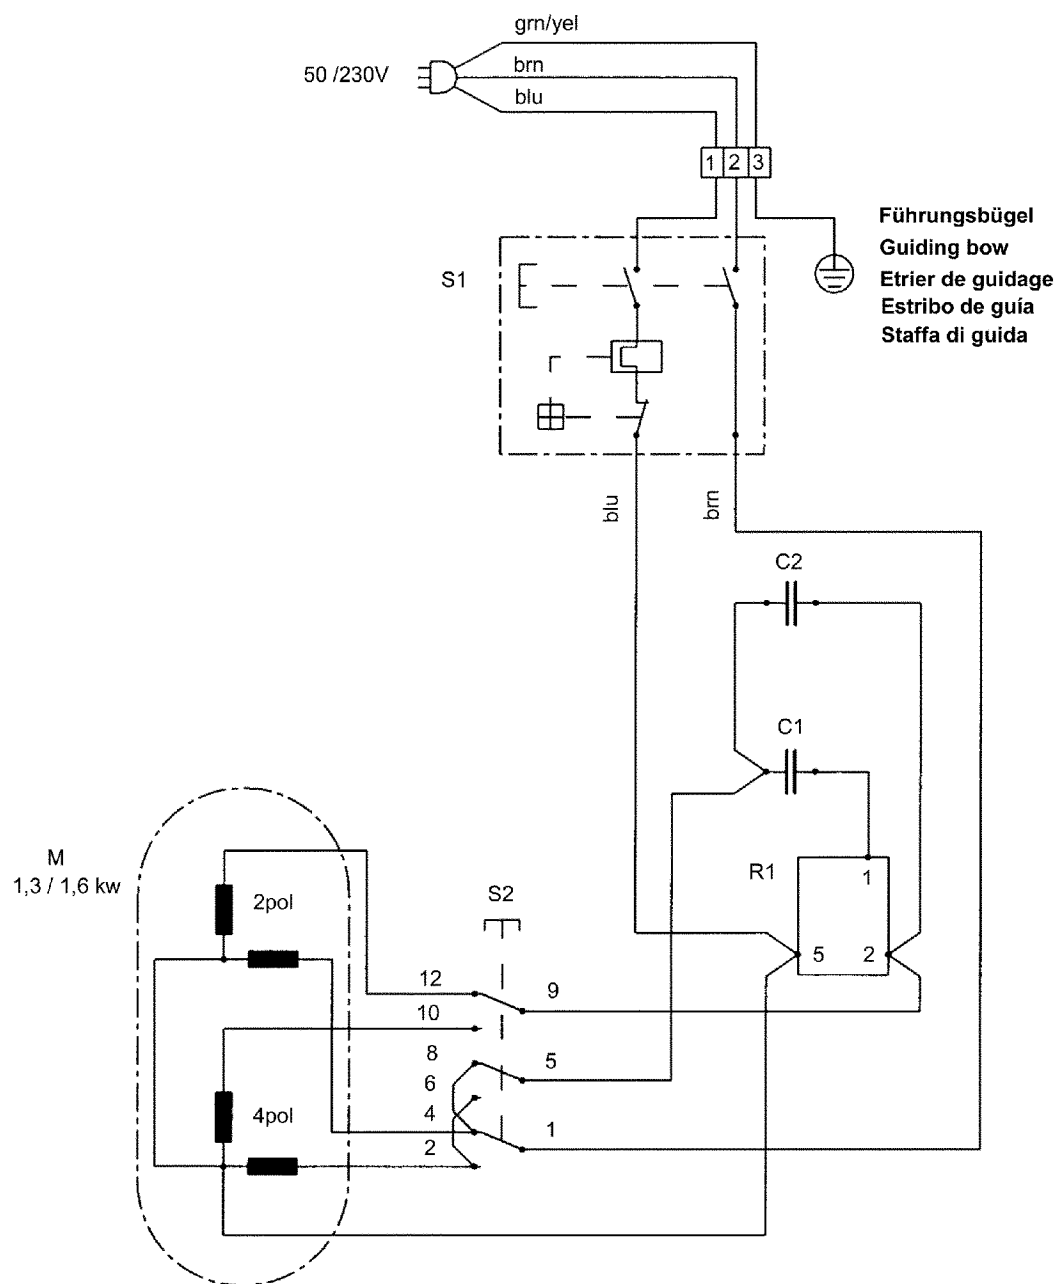 grn/yel
50 /230V
brn
blu
1 2 3
Führungsbügel
Guiding bow
Etrier de guidage
Estribo de guía
Staffa di guida
S1
blu
brn
C2
C1
M
1,3 / 1,6 kw
R1
1
5 2
2pol
S2
12
9
10
8
5
6
4pol
4
1
2